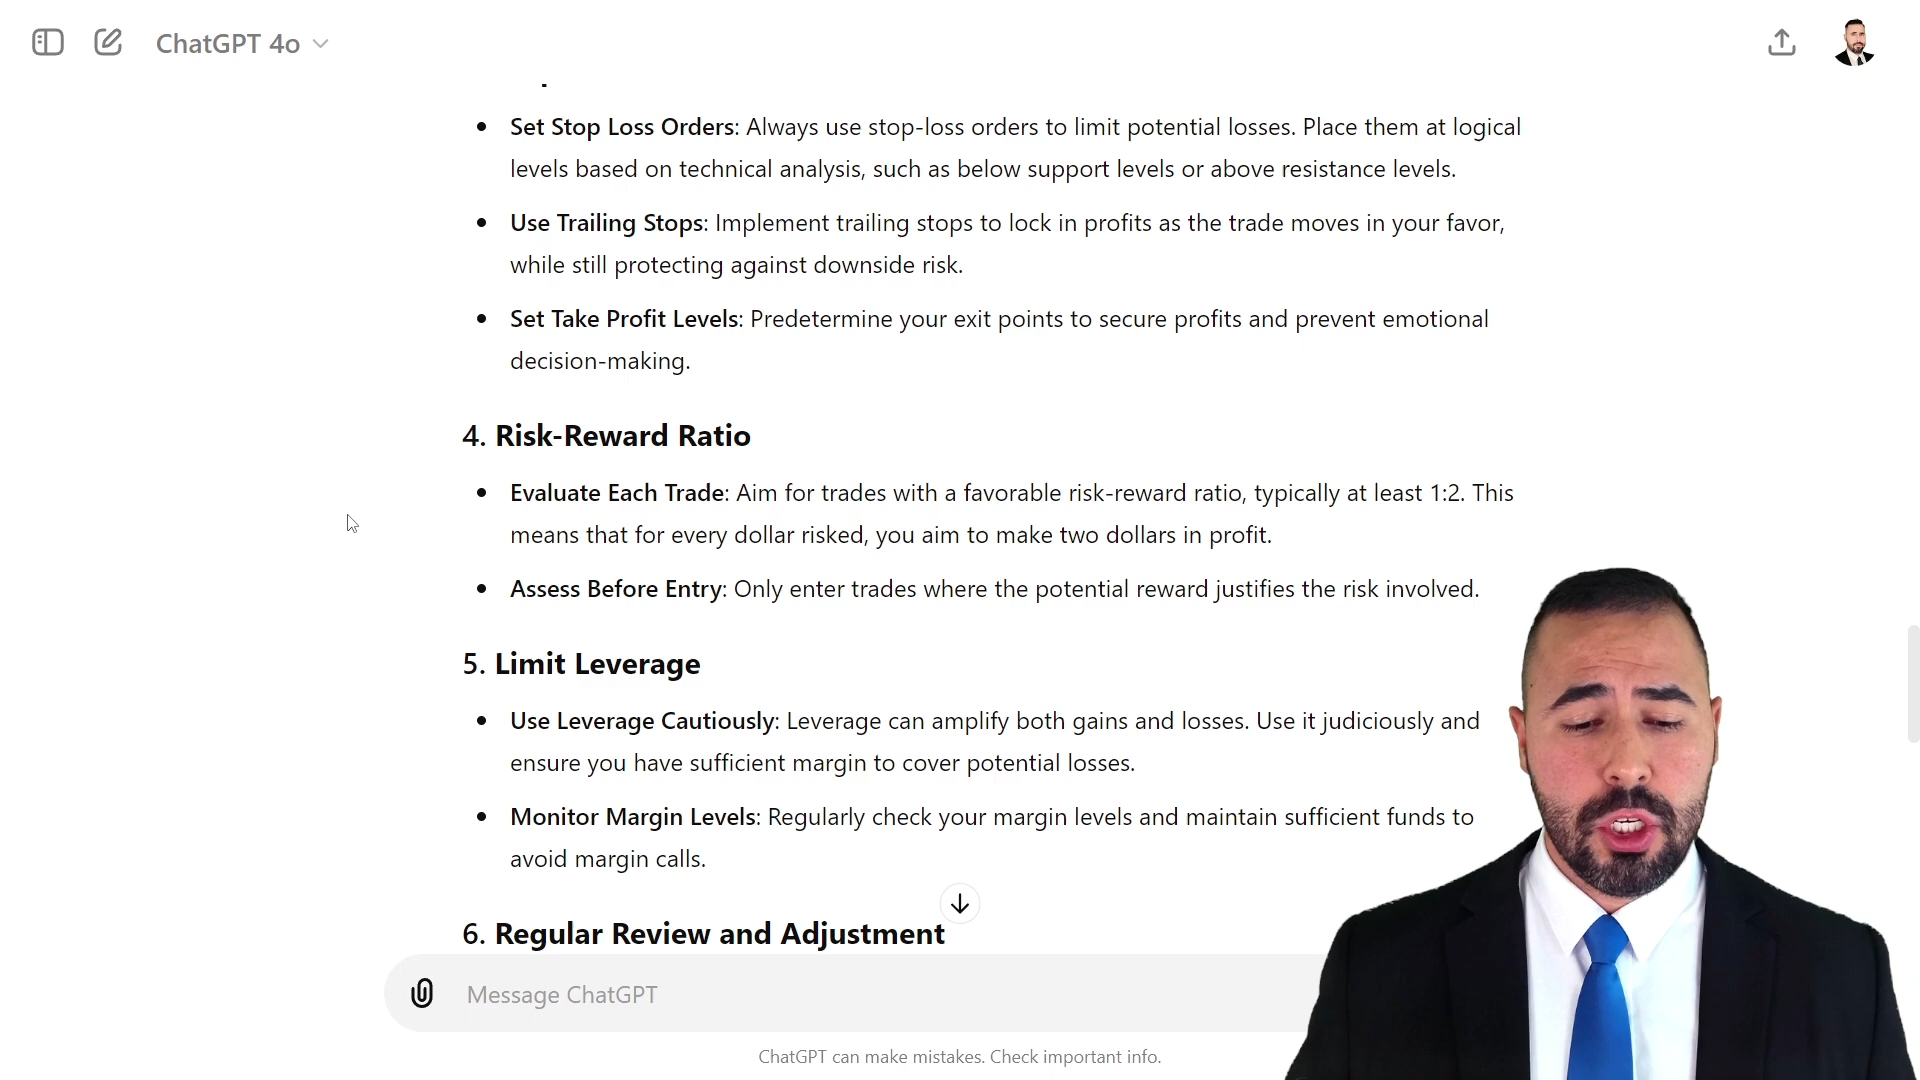 ChatGPT 4o
Set Stop Loss Orders: Always use stop-loss orders to limit potential losses. Place them at logical
levels based on technical analysis, such as below support levels or above resistance levels.
Use Trailing Stops: Implement trailing stops to lock in profits as the trade moves in your favor,
while still protecting against downside risk.
Set Take Profit Levels: Predetermine your exit points to secure profits and prevent emotional
decision-making.
4. Risk-Reward Ratio
Evaluate Each Trade: Aim for trades with a favorable risk-reward ratio, typically at least 1:2. This
means that for every dollar risked, you aim to make two dollars in profit.
Assess Before Entry: Only enter trades where the potential reward justifies the risk involved.
5. Limit Leverage
Use Leverage Cautiously: Leverage can amplify both gains and losses. Use it judiciously and
ensure you have sufficient margin to cover potential losses.
Monitor Margin Levels: Regularly check your margin levels and maintain sufficient funds to
avoid margin calls.
6. Regular Review and Adjustment
Message ChatGPT
ChatGPT can make mistakes. Check important info.